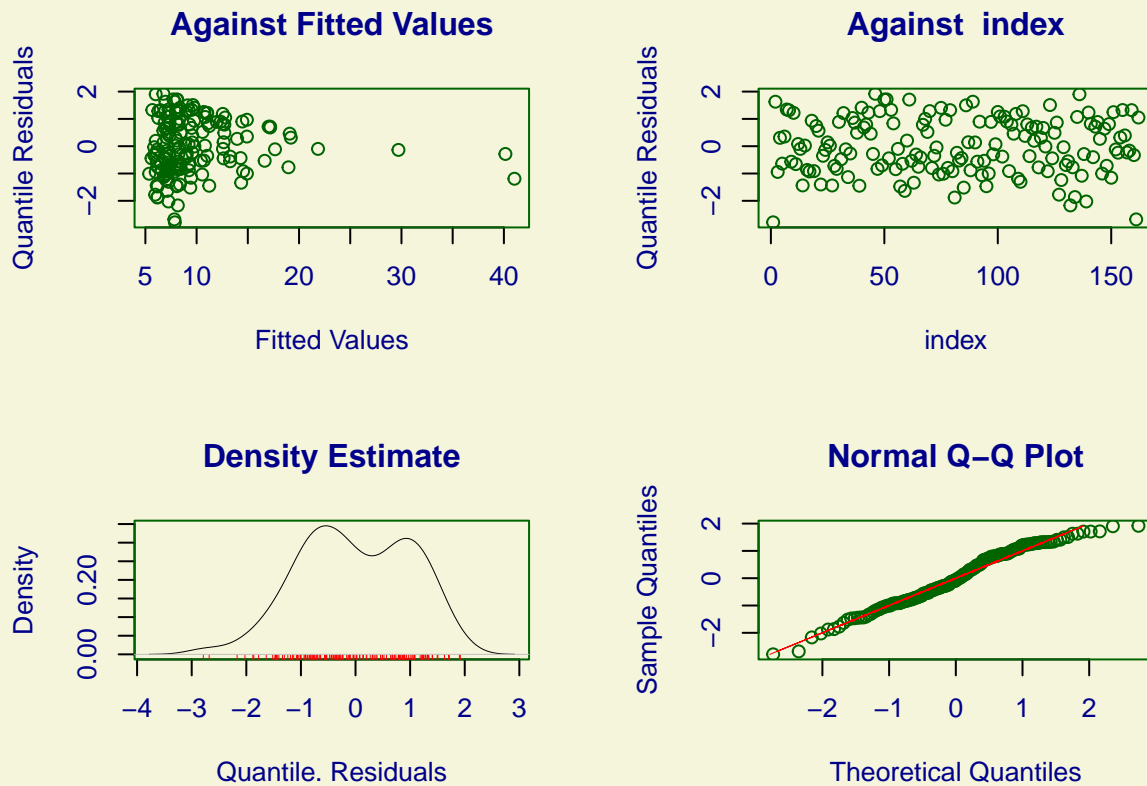 Against Fitted Values
Quantile Residuals
2
0
−2
5 10 20 30 40
Fitted Values
Against  index
Quantile Residuals
2
0
−2
0 50 100 150
index
Density Estimate
Density
0.20
0.00
−4 −3 −2 −1 0 1 2 3
Quantile. Residuals
Normal Q−Q Plot
Sample Quantiles
2
0
−2
−2 −1 0 1 2
Theoretical Quantiles